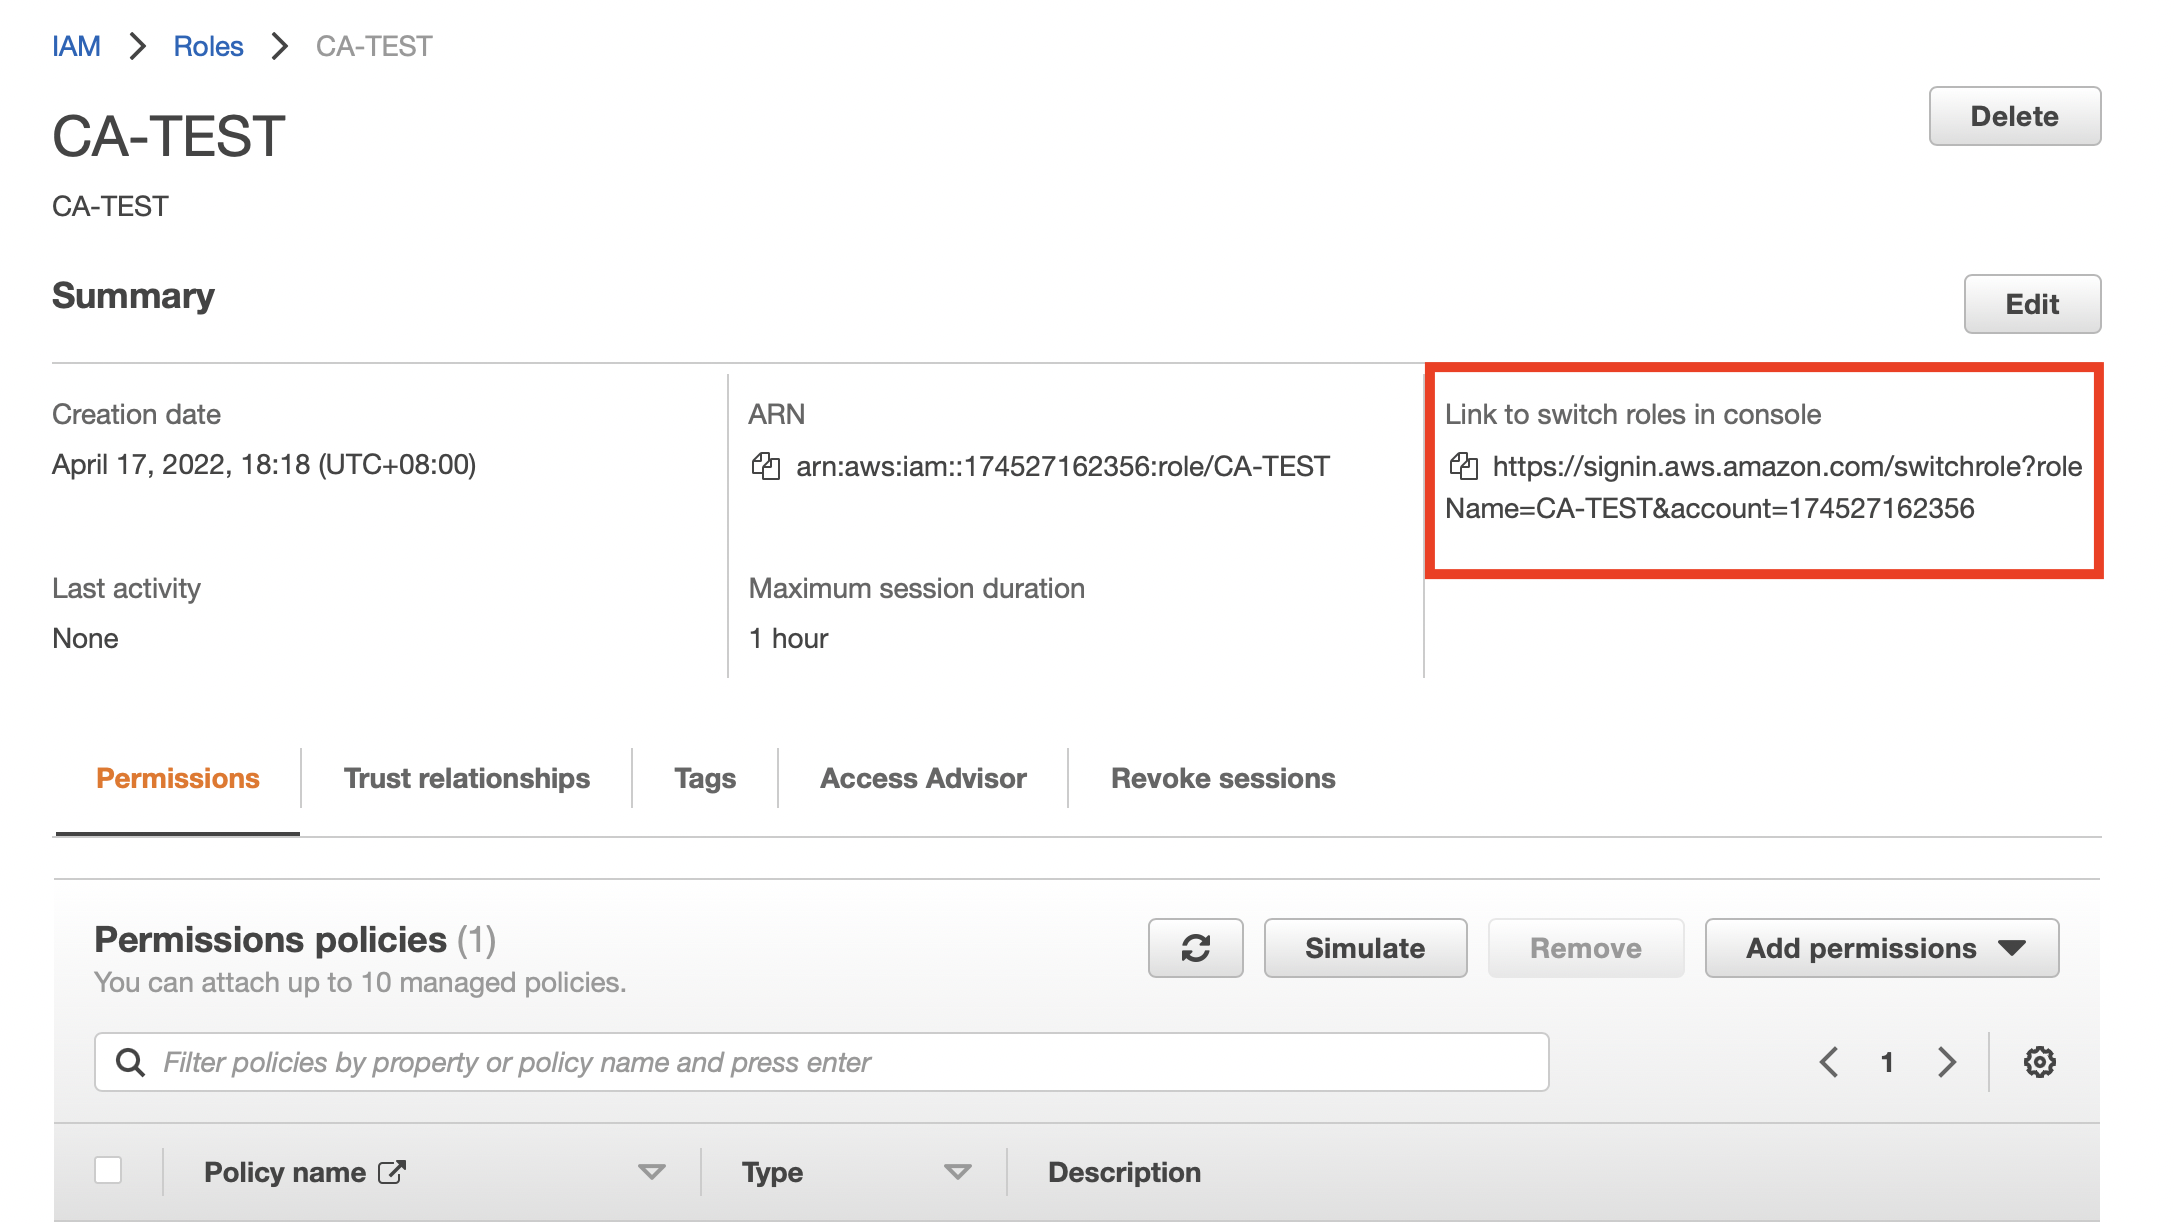 IAM > Roles > CA-TEST
CA-TEST
Delete
CA-TEST
Summary
Edit
Creation date
April 17, 2022, 18:18 (UTC+08:00)
ARN
arn:aws:iam::174527162356:role/CA-TEST
Link to switch roles in console
https://signin.aws.amazon.com/switchrole?role
Name=CA-TEST&account=174527162356
Last activity
None
Maximum session duration
1 hour
Permissions
Trust relationships
Tags
Access Advisor
Revoke sessions
Permissions policies (1)
You can attach up to 10 managed policies.
Simulate
Remove
Add permissions
Filter policies by property or policy name and press enter
1
Policy name
Type
Description